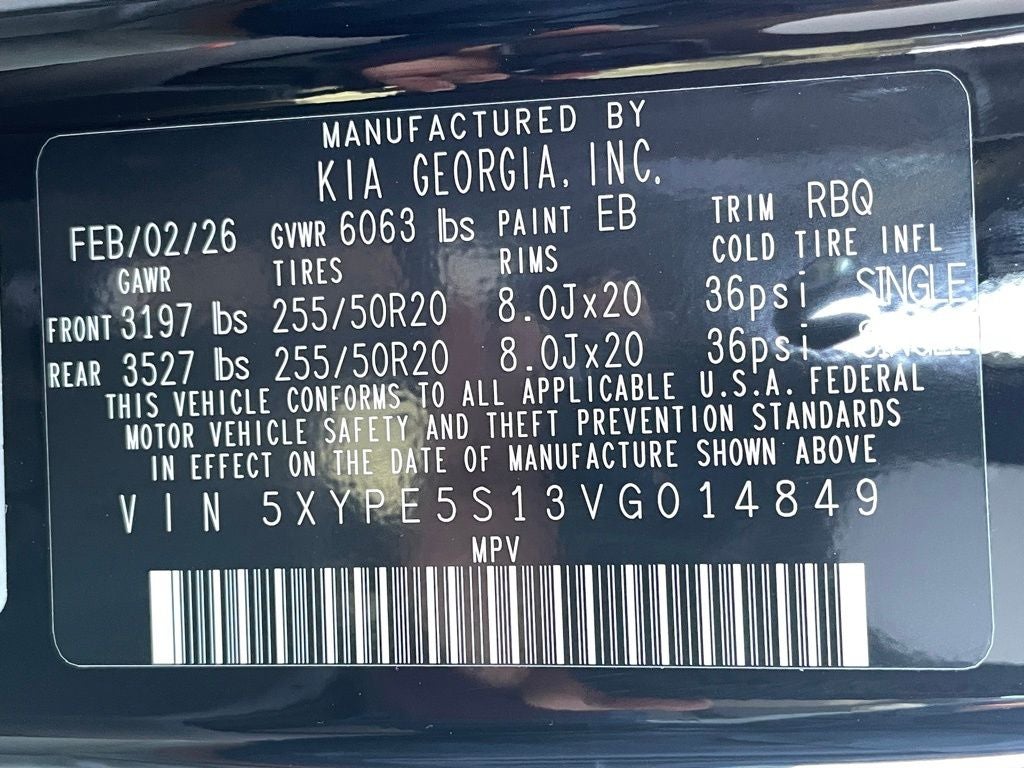 MANUFACTURED BY
KIA GEORGIA, INC.
FEB/02/26 GVWR 6063 lbs PAINT EB TRIM RBQ
GAWR TIRES RIMS COLD TIRE INFL
FRONT 3197 lbs 255/50R20 8.0Jx20 36psi SINGLE
REAR 3527 lbs 255/50R20 8.0Jx20 36psi SINGLE
THIS VEHICLE CONFORMS TO ALL APPLICABLE U.S.A. FEDERAL
MOTOR VEHICLE SAFETY AND THEFT PREVENTION STANDARDS
IN EFFECT ON THE DATE OF MANUFACTURE SHOWN ABOVE
VIN 5XYPE5S13VG014849
MPV